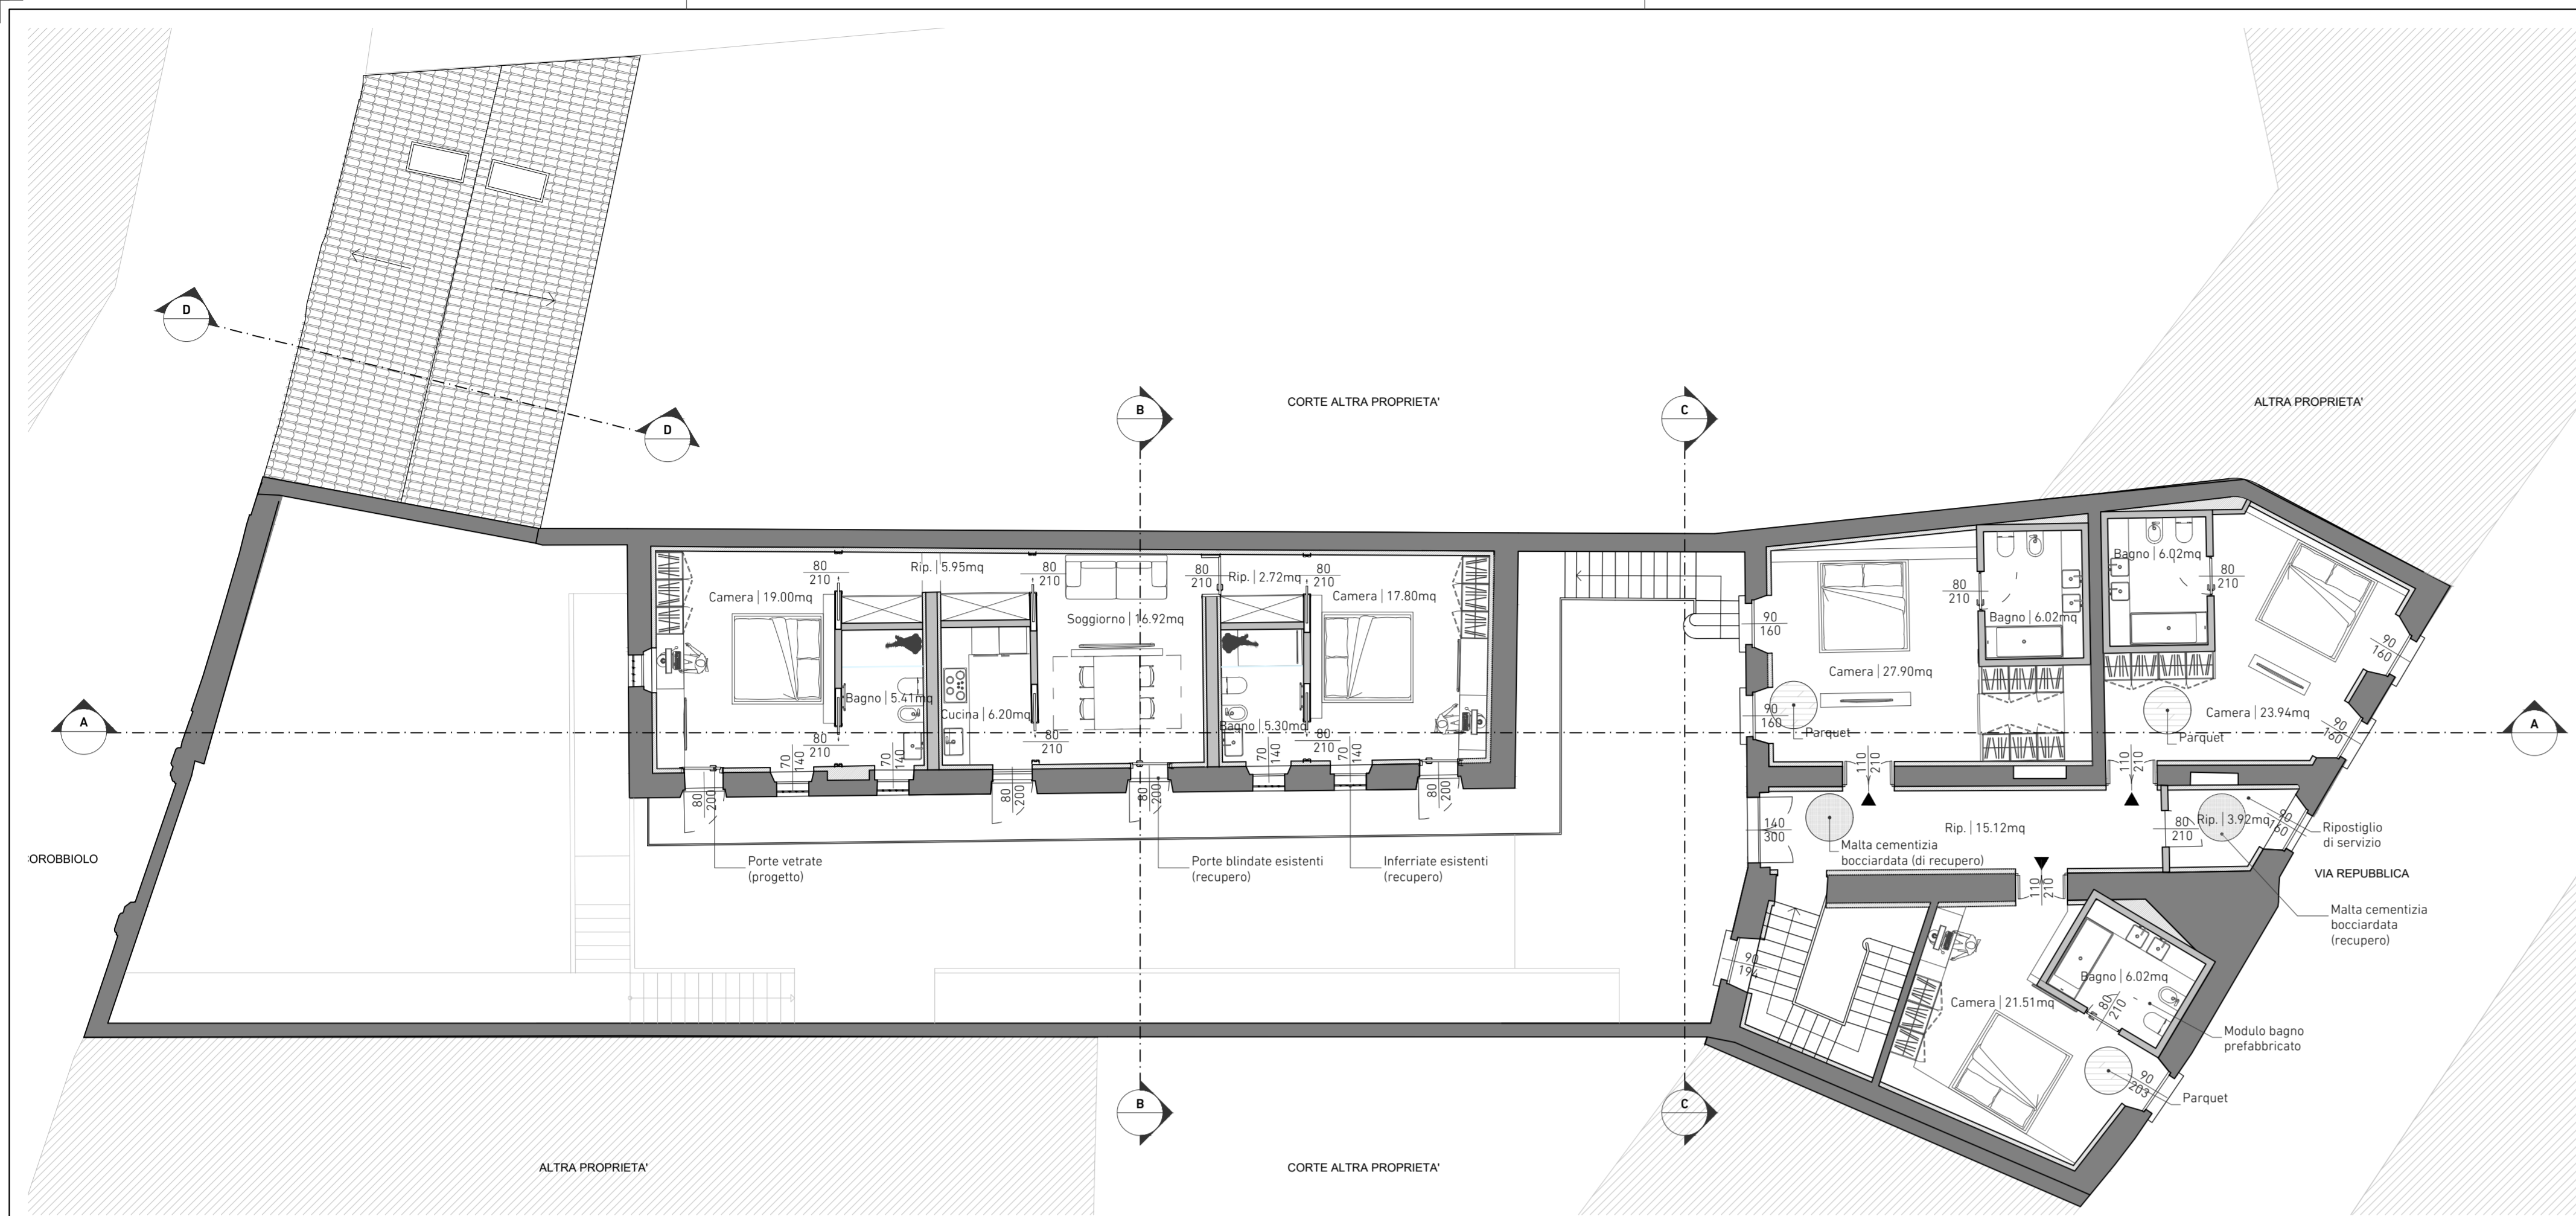 D
D
B
CORTE ALTRA PROPRIETA'
C
ALTRA PROPRIETA'
80
210
Rip. | 5.95mq
80
210
80
210
Rip. | 2.72mq
80
210
Camera | 19.00mq
Soggiorno | 16.92mq
Camera | 17.80mq
Bagno | 5.41mq
Cucina | 6.20mq
Bagno | 5.30mq
80
210
80
210
80
210
70
140
70
140
70
140
70
140
80
200
80
200
80
200
80
200
Porte vetrate
(progetto)
Porte blindate esistenti
(recupero)
Inferriate esistenti
(recupero)
A
A
OROBBIOLO
90
160
90
160
80
210
Bagno | 6.02mq
Camera | 27.90mq
Parquet
Bagno | 6.02mq
80
210
Camera | 23.94mq
Parquet
90
160
90
160
110
210
110
210
140
300
Malta cementizia
bocciardata (di recupero)
Rip. | 15.12mq
80
210
Rip. | 3.92mq
90
160
Ripostiglio
di servizio
VIA REPUBBLICA
110
210
Malta cementizia
bocciardata
(recupero)
90
194
Camera | 21.51mq
Bagno | 6.02mq
80
210
Modulo bagno
prefabbricato
90
203
Parquet
B
C
ALTRA PROPRIETA'
CORTE ALTRA PROPRIETA'